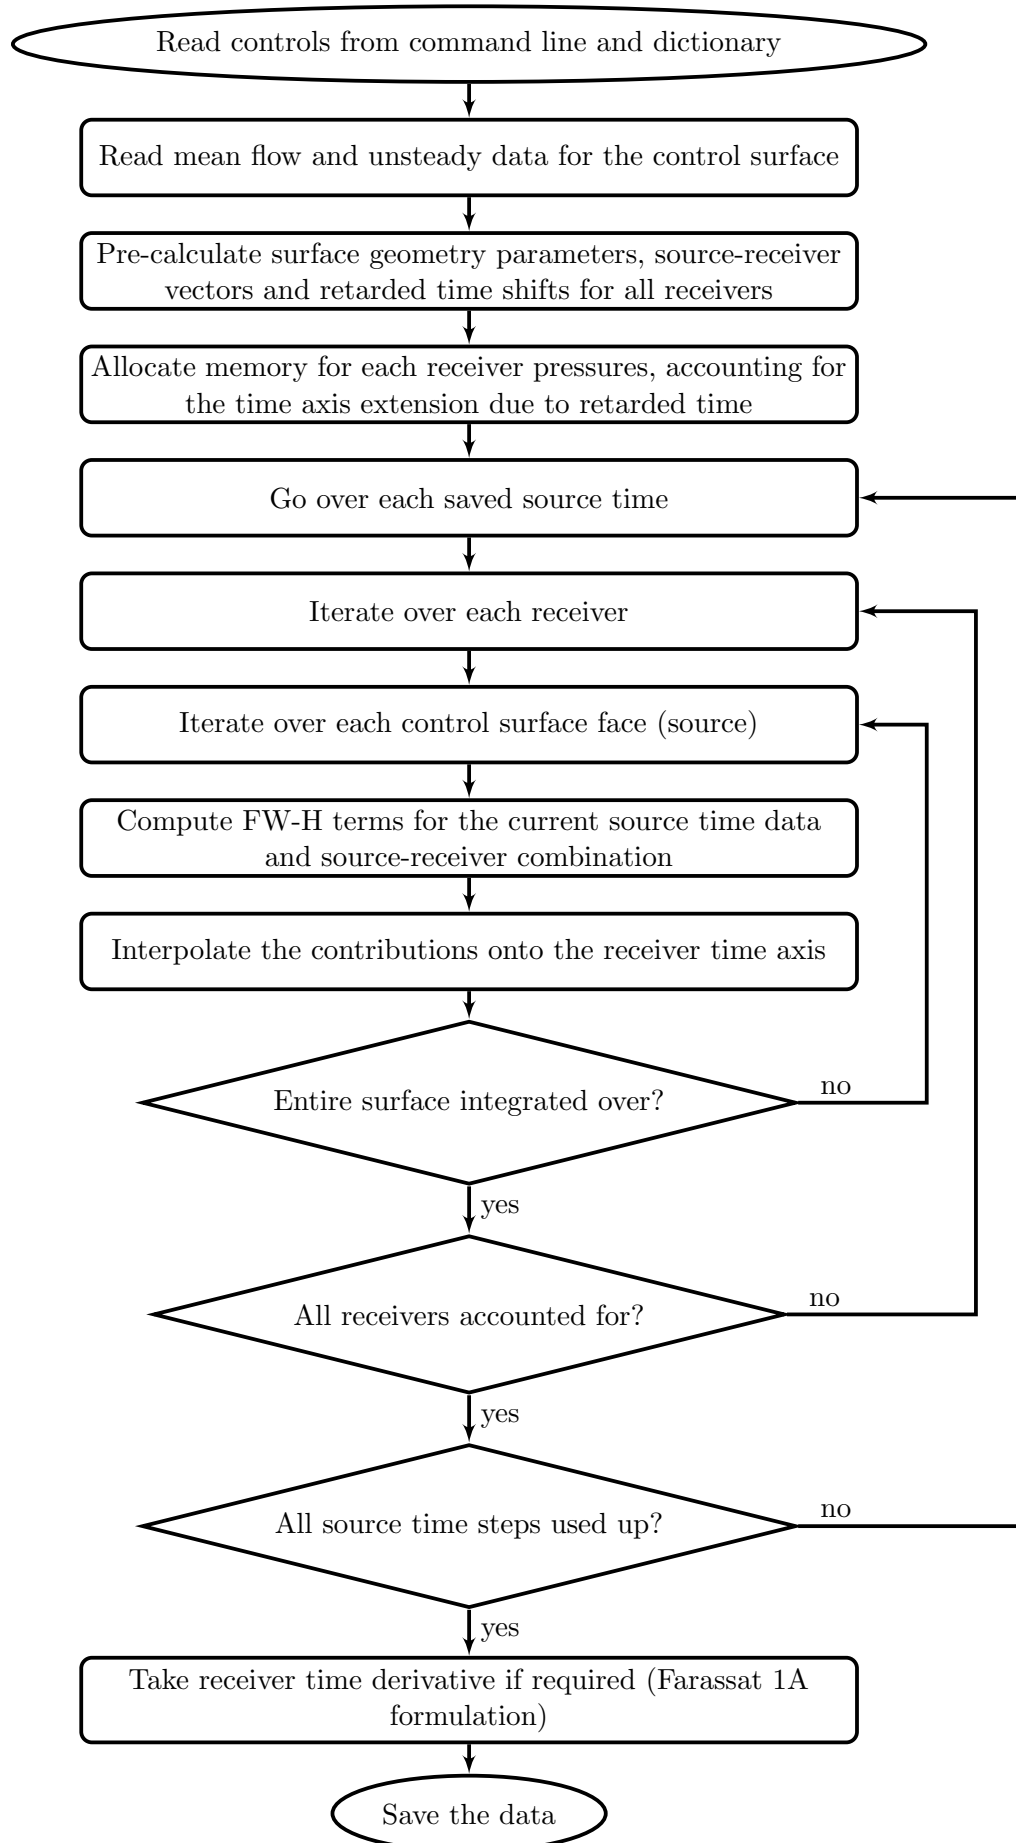 Read controls from command line and dictionary
Read mean flow and unsteady data for the control surface
Pre-calculate surface geometry parameters, source-receiver
vectors and retarded time shifts for all receivers
Allocate memory for each receiver pressures, accounting for
the time axis extension due to retarded time
Go over each saved source time
Iterate over each receiver
Iterate over each control surface face (source)
Compute FW-H terms for the current source time data
and source-receiver combination
Interpolate the contributions onto the receiver time axis
Entire surface integrated over?
no
yes
All receivers accounted for?
no
yes
All source time steps used up?
no
yes
Take receiver time derivative if required (Farassat 1A
formulation)
Save the data